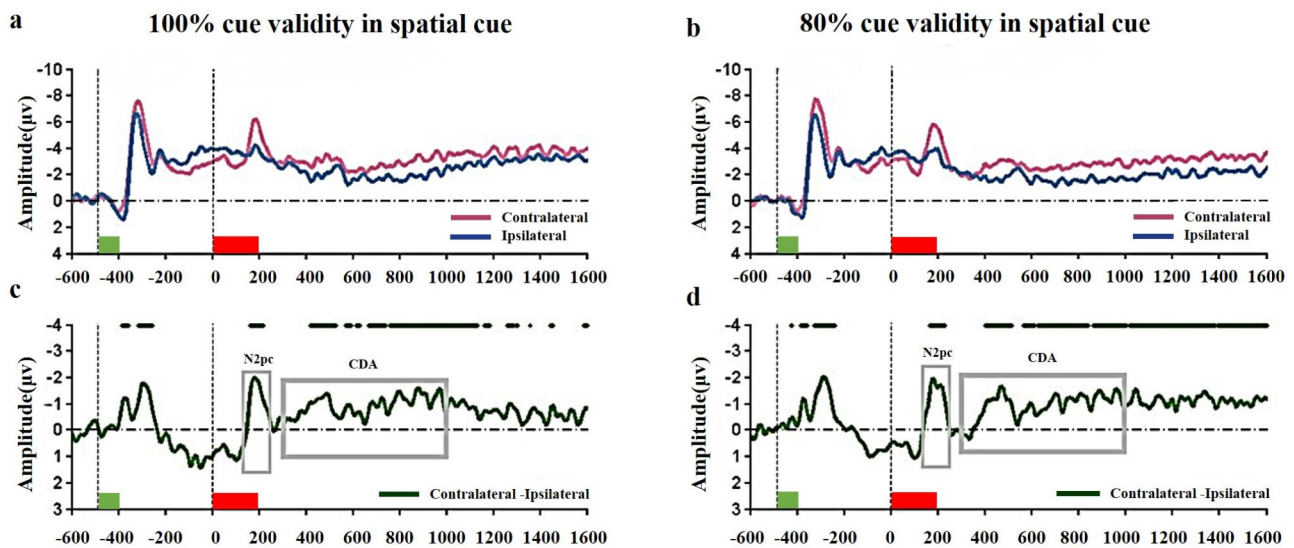 a
100% cue validity in spatial cue
Amplitude(μv)
-10
-8
-6
-4
-2
0
2
4
Contralateral
Ipsilateral
-600 -400 -200 0 200 400 600 800 1000 1200 1400 1600
b
80% cue validity in spatial cue
Amplitude(μv)
-10
-8
-6
-4
-2
0
2
4
Contralateral
Ipsilateral
-600 -400 -200 0 200 400 600 800 1000 1200 1400 1600
c
Amplitude(μv)
-4
-3
-2
-1
0
1
2
3
N2pc
CDA
Contralateral -Ipsilateral
-600 -400 -200 0 200 400 600 800 1000 1200 1400 1600
d
Amplitude(μv)
-4
-3
-2
-1
0
1
2
3
N2pc
CDA
Contralateral -Ipsilateral
-600 -400 -200 0 200 400 600 800 1000 1200 1400 1600